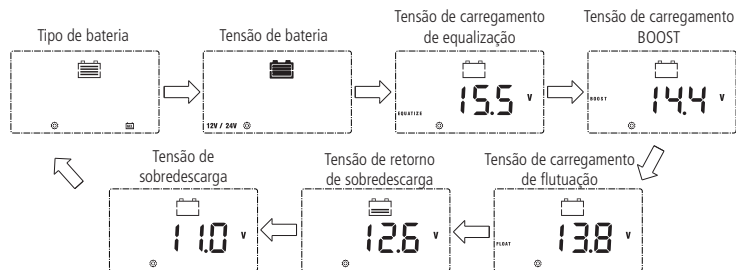 Tipo de bateria
Tensão de bateria
Tensão de carregamento
de equalização
Tensão de carregamento
BOOST
12V / 24V
EQUATIZE
15.5 V
BOOST
14.4 V
Tensão de
sobredescarga
Tensão de retorno
de sobredescarga
Tensão de carregamento
de flutuação
11.0 V
12.6 V
FLOAT
13.8 V